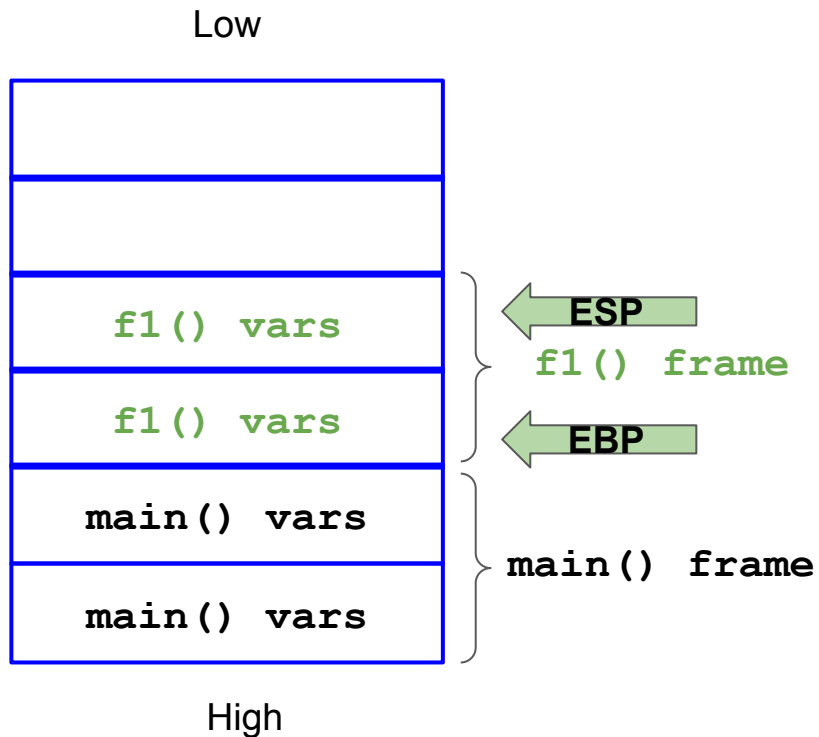 Low
f1() vars
ESP
f1() frame
f1() vars
EBP
main() vars
main() frame
main() vars
High